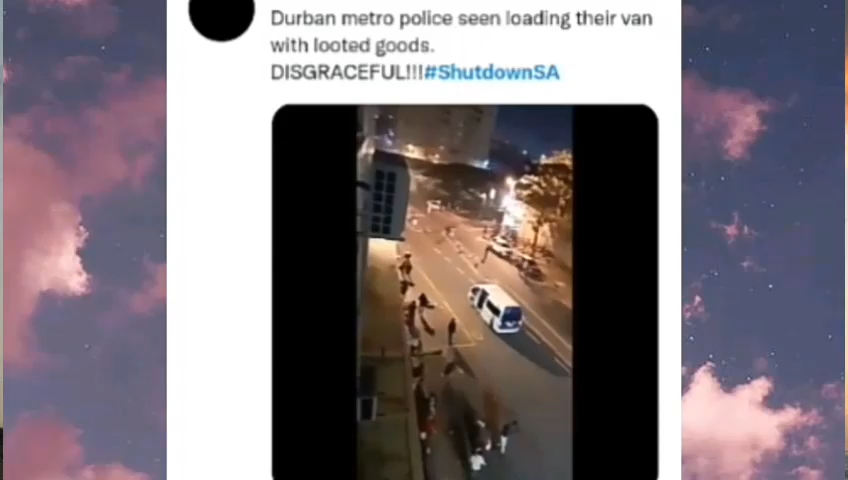 Durban metro police seen loading their van
with looted goods.
DISGRACEFUL!!!#ShutdownSA